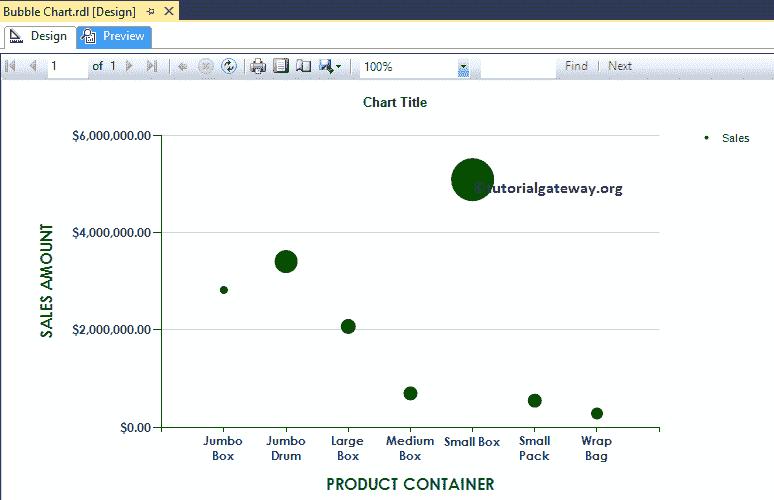 Bubble Chart.rdl [Design]
Design Preview
1 of 1 100% Find | Next
Chart Title
$6,000,000.00
Sales
©tutorialgateway.org
$4,000,000.00
SALES AMOUNT
$2,000,000.00
$0.00
Jumbo Box
Jumbo Drum
Large Box
Medium Box
Small Box
Small Pack
Wrap Bag
PRODUCT CONTAINER